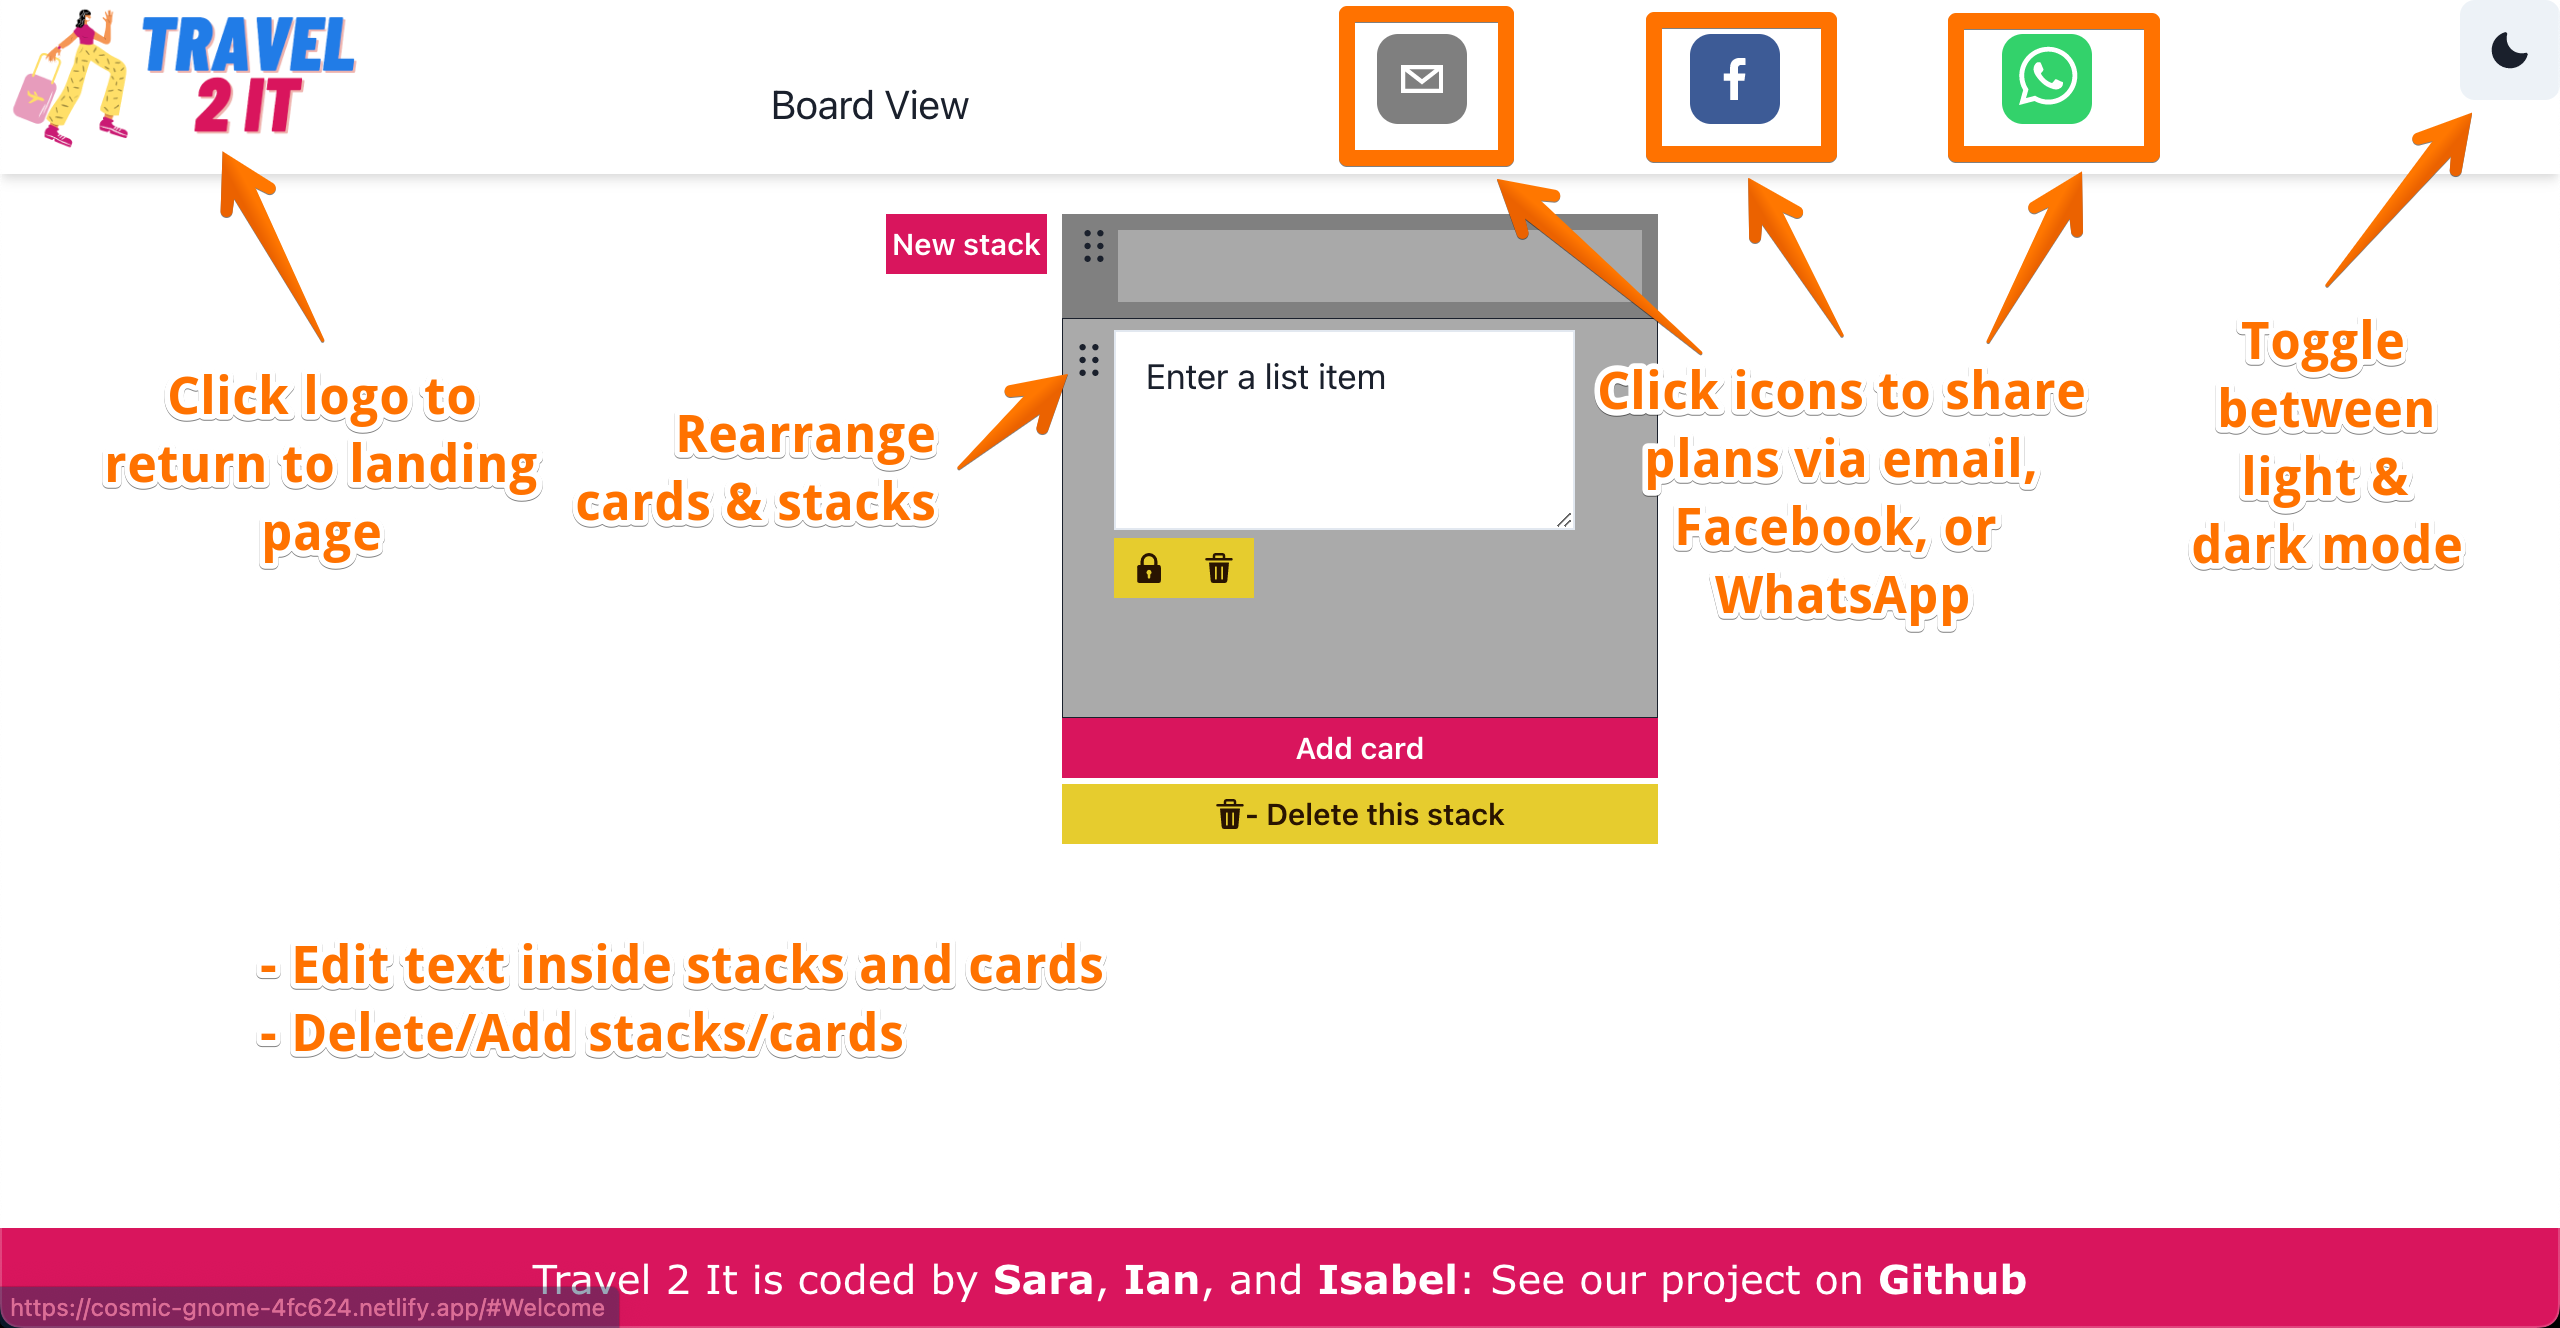 TRAVEL
2 IT
Board View
New stack
Click logo to
return to landing
page
Rearrange
cards & stacks
Enter a list item
Click icons to share
plans via email,
Facebook, or
WhatsApp
Toggle
between
light &
dark mode
Add card
- Delete this stack
- Edit text inside stacks and cards
- Delete/Add stacks/cards
Travel 2 It is coded by Sara, Ian, and Isabel: See our project on Github
https://cosmic-gnome-4fc624.netlify.app/#Welcome